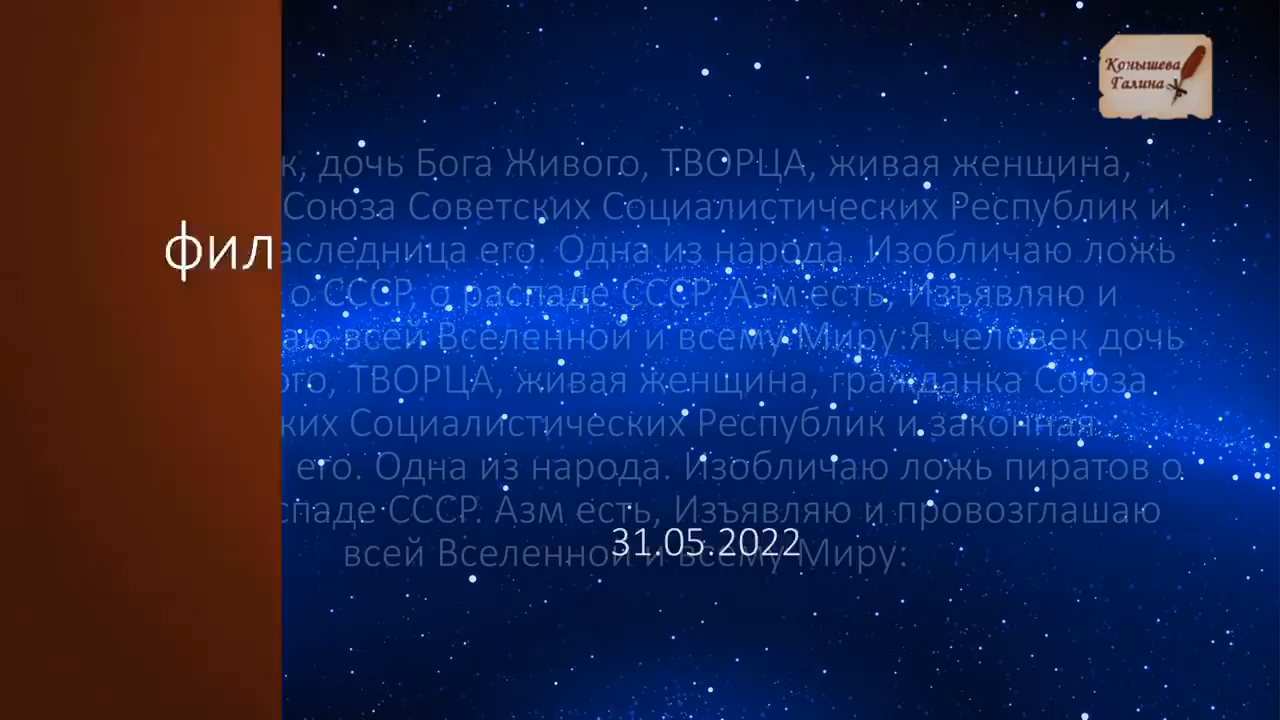 Конышева
Галина
к, дочь Бога Живого, ТВОРЦА, живая женщина,
Союза Советских Социалистических Республик и
фил
аследница его. Одна из народа. Изобличаю ложь
о СССР, о распаде СССР. Азм есть, Изъявляю и
аю всей Вселенной и всему Миру:Я человек дочь
ого, ТВОРЦА, живая женщина, гражданка Союза
ких Социалистических Республик и законная
его. Одна из народа. Изобличаю ложь пиратов о
спаде СССР. Азм есть, Изъявляю и провозглашаю
31.05.2022
всей Вселенной и всему Миру: